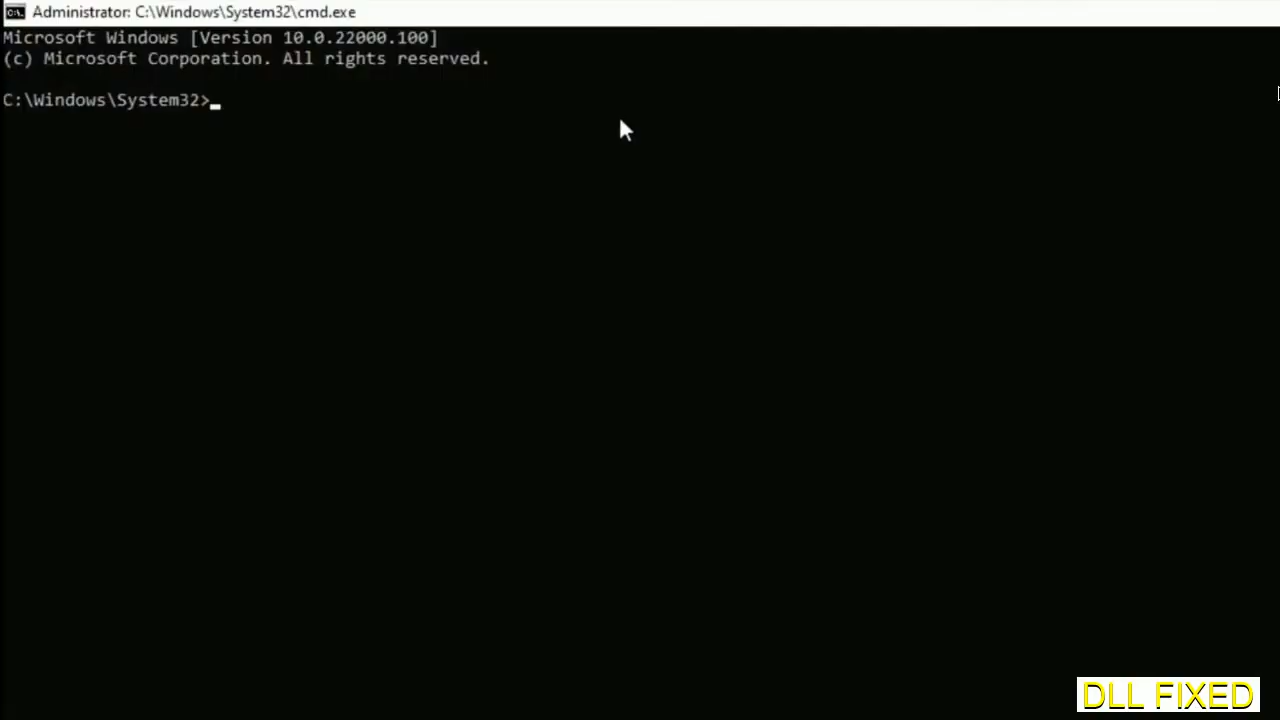 Administrator: C:\Windows\System32\cmd.exe
Microsoft Windows [Version 10.0.22000.100]
(c) Microsoft Corporation. All rights reserved.
C:\Windows\System32>
DLL FIXED